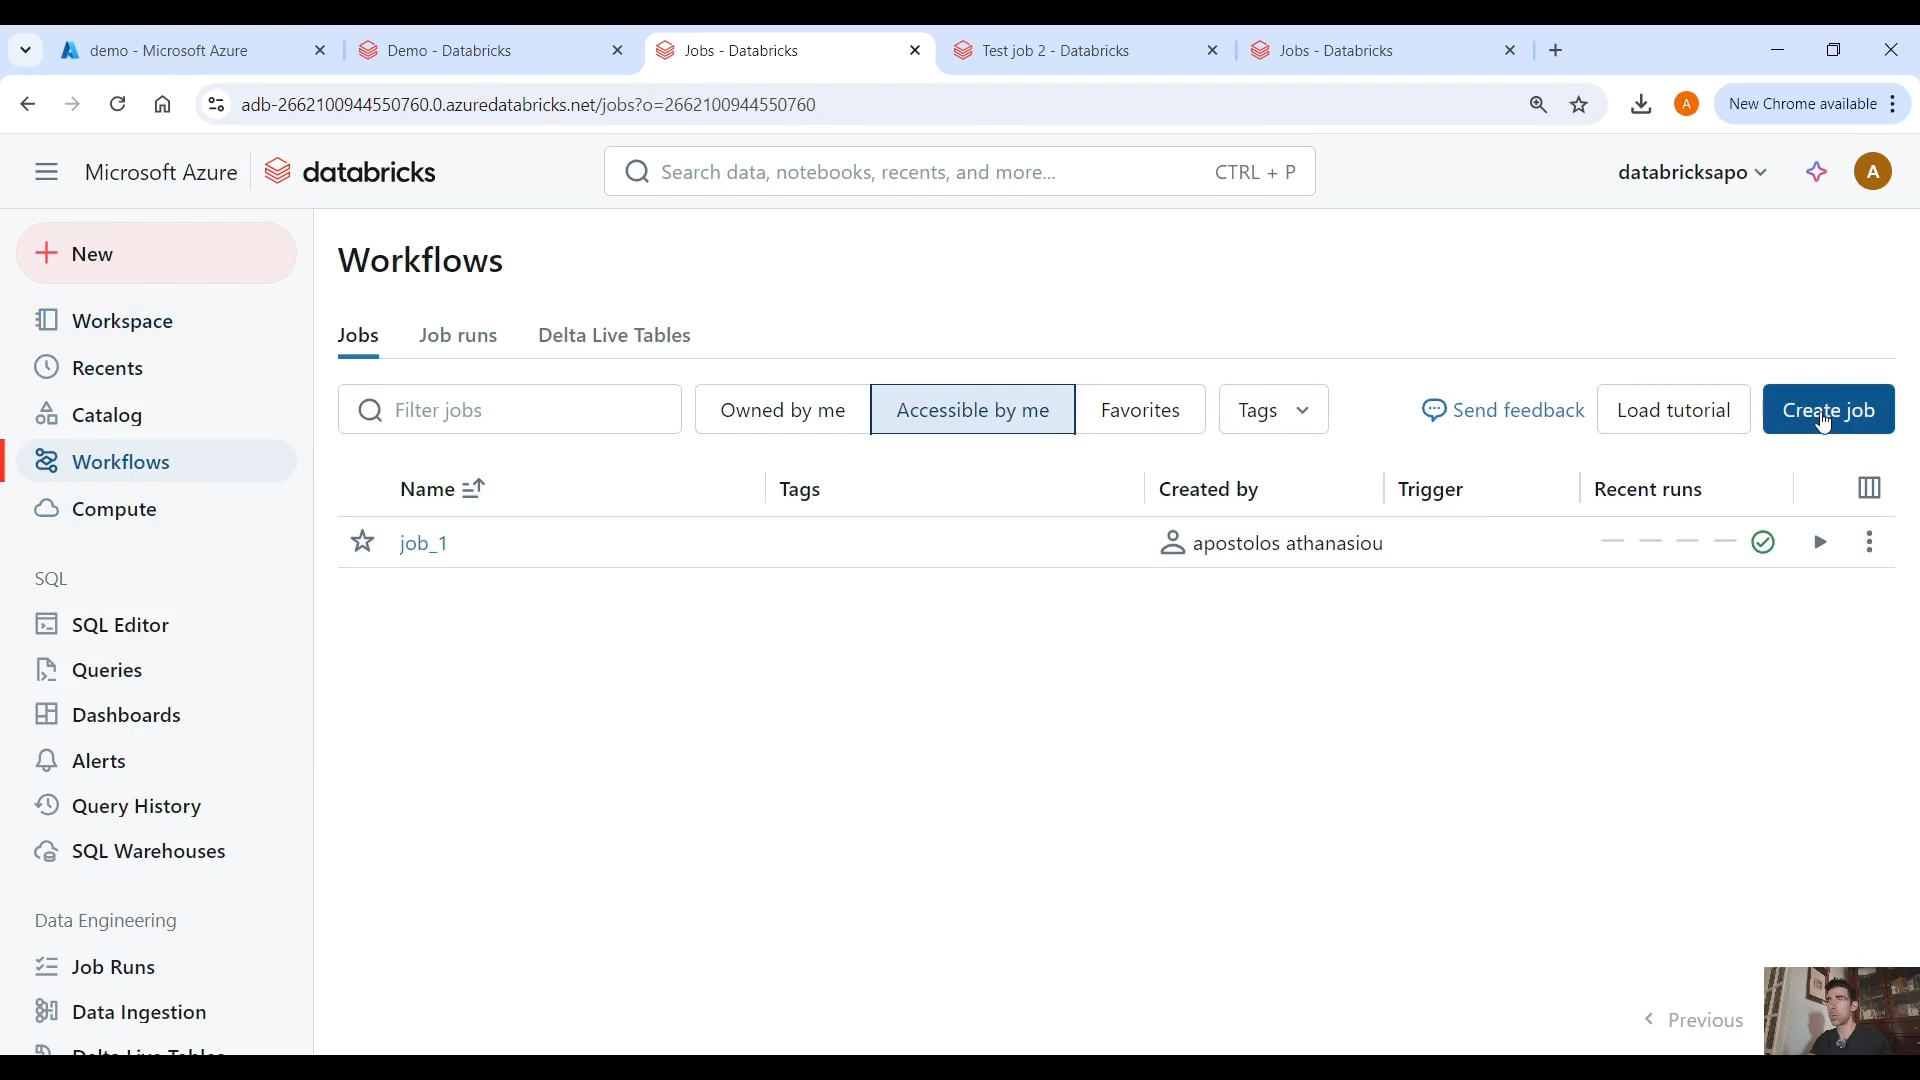 demo - Microsoft Azure
Demo - Databricks
Jobs - Databricks
Test job 2 - Databricks
Jobs - Databricks
adb-2662100944550760.0.azuredatabricks.net/jobs?o=2662100944550760
A
New Chrome available
Microsoft Azure
databricks
Search data, notebooks, recents, and more...
CTRL + P
databricksapo
A
New
Workspace
Recents
Catalog
Workflows
Compute
SQL
SQL Editor
Queries
Dashboards
Alerts
Query History
SQL Warehouses
Data Engineering
Job Runs
Data Ingestion
Delta Live Tables
Workflows
Jobs
Job runs
Delta Live Tables
Filter jobs
Owned by me
Accessible by me
Favorites
Tags
Send feedback
Load tutorial
Create job
Name
Tags
Created by
Trigger
Recent runs
job_1
apostolos athanasiou
Previous